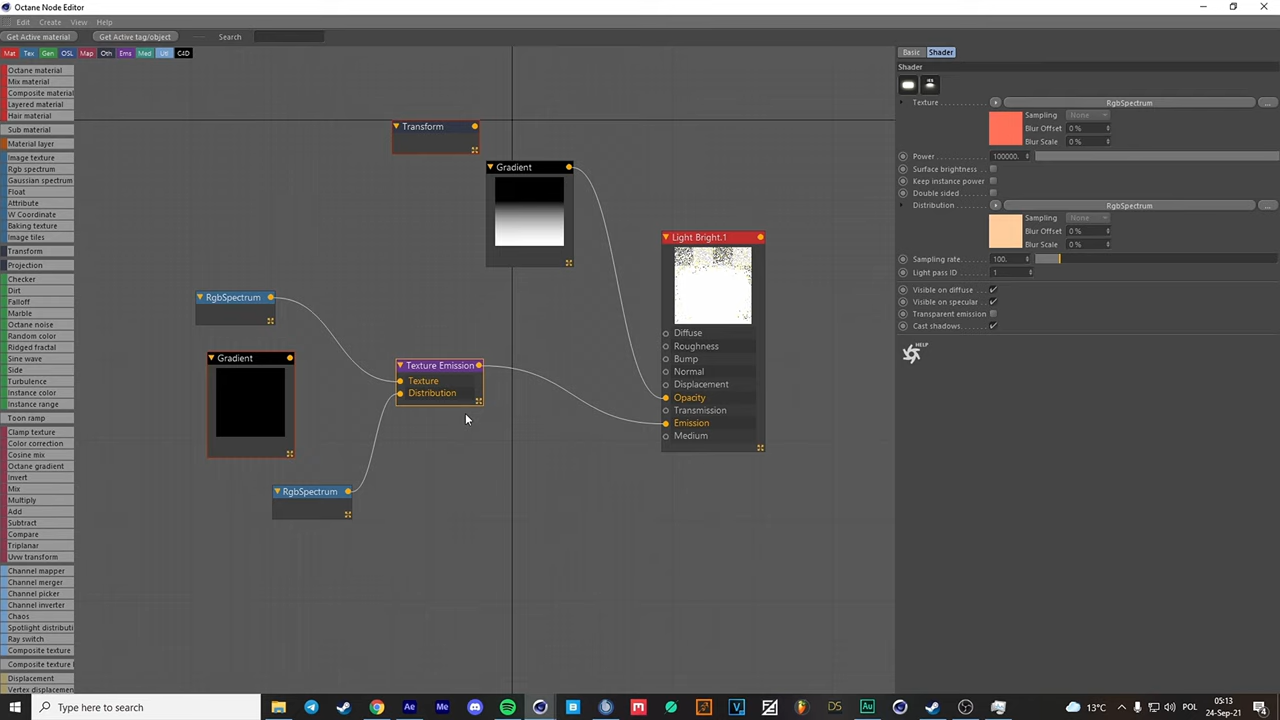 Octane Node Editor
Edit Create View Help
Get Active material Get Active tag/object Search
Mat Tex Gen OSL Map Oth Ems Med Utl C4D
Octane material
Mix material
Composite material
Layered material
Hair material
Sub material
Material layer
Image texture
Rgb spectrum
Gaussian spectrum
Float
Attribute
W Coordinate
Baking texture
Image tiles
Transform
Projection
Checker
Dirt
Falloff
Marble
Octane noise
Random color
Ridged fractal
Sine wave
Side
Turbulence
Instance color
Instance range
Toon ramp
Clamp texture
Color correction
Cosine mix
Octane gradient
Invert
Mix
Multiply
Add
Subtract
Compare
Triplanar
Uvw transform
Channel mapper
Channel merger
Channel picker
Channel inverter
Chaos
Spotlight distributi
Ray switch
Composite texture
Composite texture l
Displacement
Vertex displacemen
Transform
Gradient
RgbSpectrum
Gradient
Texture Emission
Texture
Distribution
RgbSpectrum
Light Bright.1
Diffuse
Roughness
Bump
Normal
Displacement
Opacity
Transmission
Emission
Medium
Basic Shader
Shader
IES
Texture RgbSpectrum ...
Sampling None
Blur Offset 0 %
Blur Scale 0 %
Power 100000.
Surface brightness
Keep instance power
Double sided
Distribution RgbSpectrum ...
Sampling None
Blur Offset 0 %
Blur Scale 0 %
Sampling rate. 100.
Light pass ID 1
Visible on diffuse
Visible on specular
Transparent emission
Cast shadows
HELP
Type here to search
Ae Me B V DS Au
13°C POL 05:13
24-Sep-21